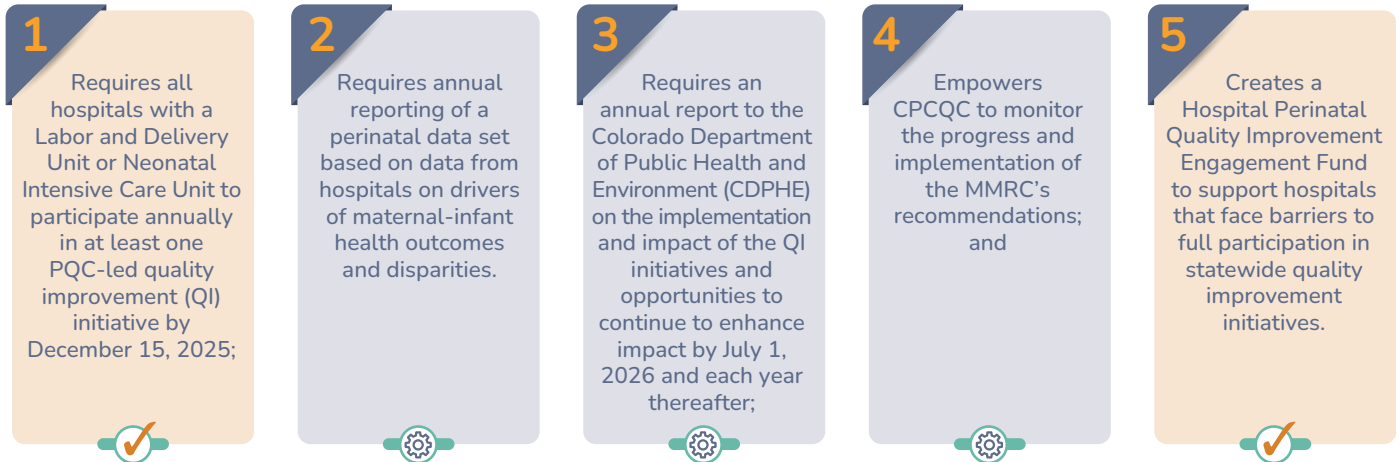 1
Requires all
hospitals with a
Labor and Delivery
Unit or Neonatal
Intensive Care Unit to
participate annually
in at least one
PQC-led quality
improvement (QI)
initiative by
December 15, 2025;
2
Requires annual
reporting of a
perinatal data set
based on data from
hospitals on drivers
of maternal-infant
health outcomes
and disparities.
3
Requires an
annual report to the
Colorado Department
of Public Health and
Environment (CDPHE)
on the implementation
and impact of the QI
initiatives and
opportunities to
continue to enhance
impact by July 1,
2026 and each year
thereafter;
4
Empowers
CPCQC to monitor
the progress and
implementation of
the MMRC’s
recommendations;
and
5
Creates a
Hospital Perinatal
Quality Improvement
Engagement Fund
to support hospitals
that face barriers to
full participation in
statewide quality
improvement
initiatives.